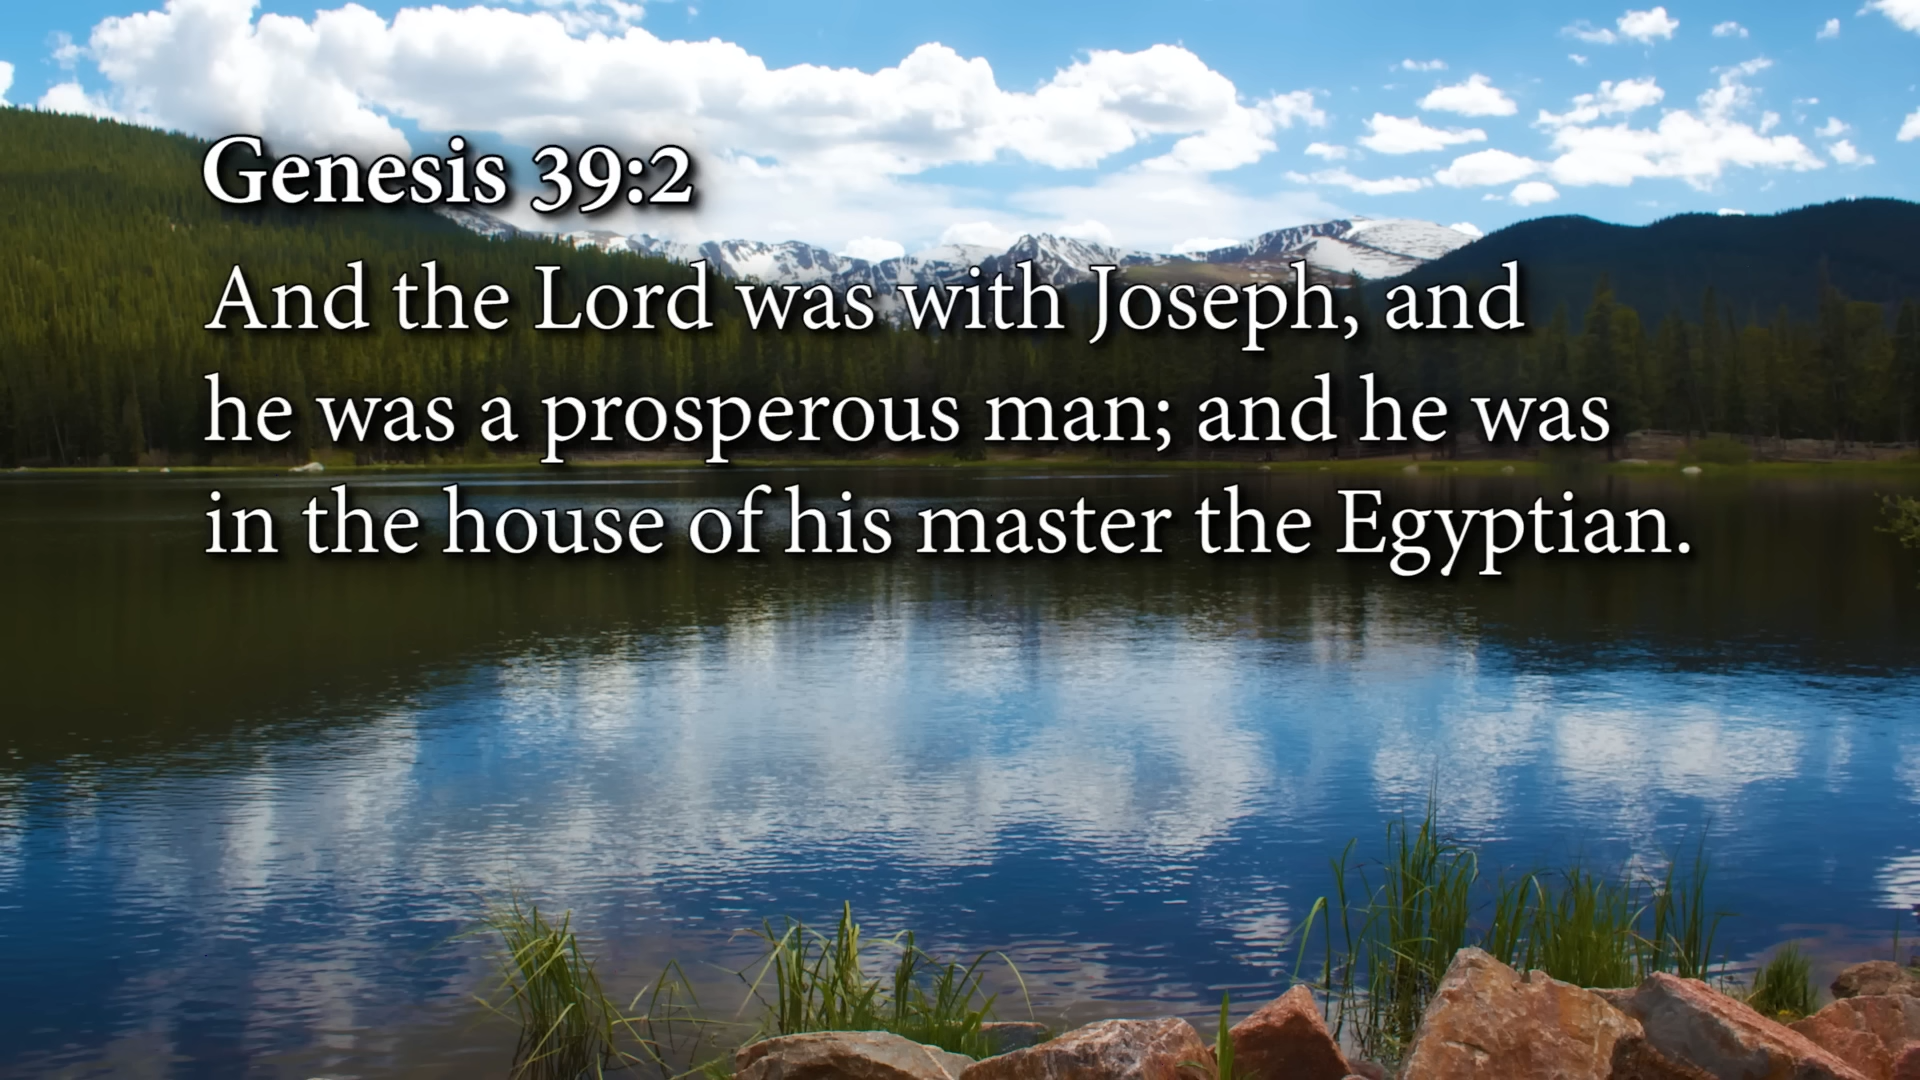 Genesis 39:2
And the Lord was with Joseph, and
he was a prosperous man; and he was
in the house of his master the Egyptian.